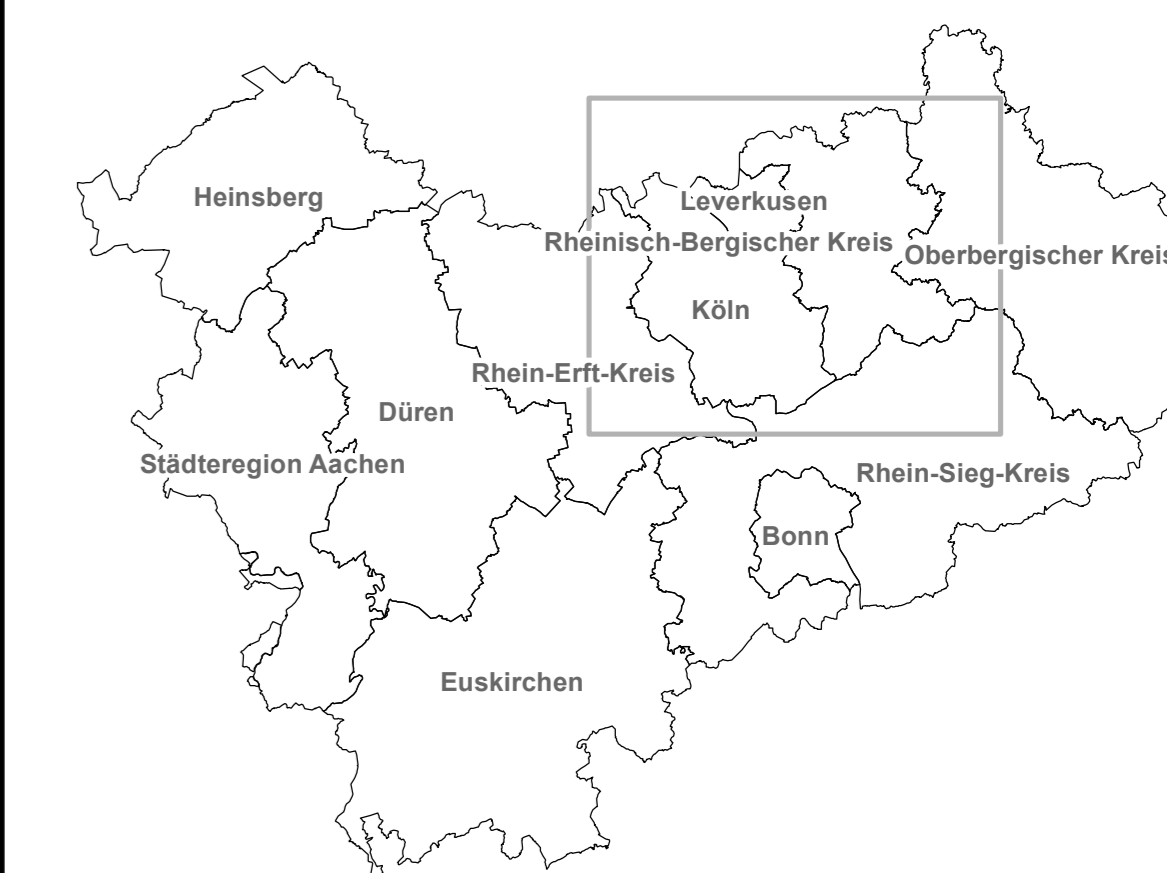 Heinsberg
Leverkusen
Rheinisch-Bergischer Kreis
Oberbergischer Kreis
Köln
Rhein-Erft-Kreis
Düren
Städteregion Aachen
Rhein-Sieg-Kreis
Bonn
Euskirchen